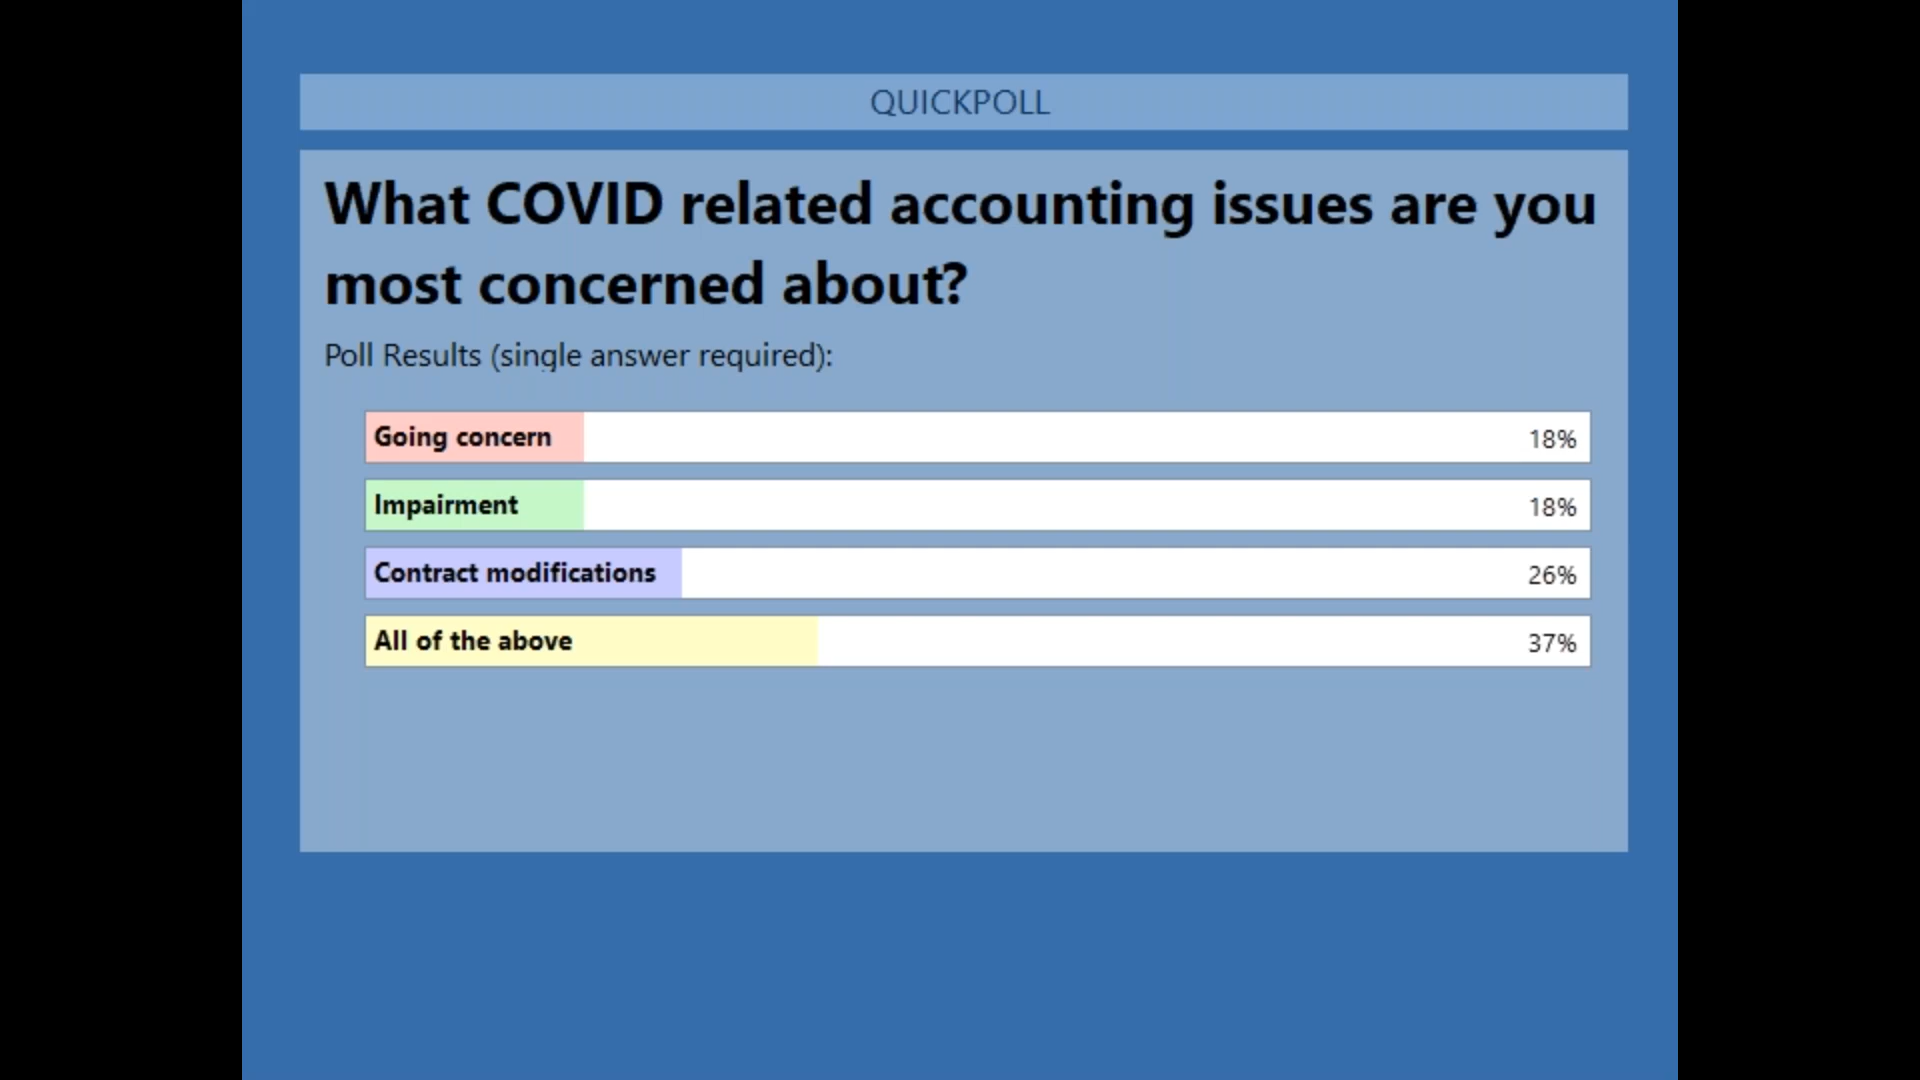 QUICKPOLL
What COVID related accounting issues are you
most concerned about?
Poll Results (single answer required):
Going concern 18%
Impairment 18%
Contract modifications 26%
All of the above 37%